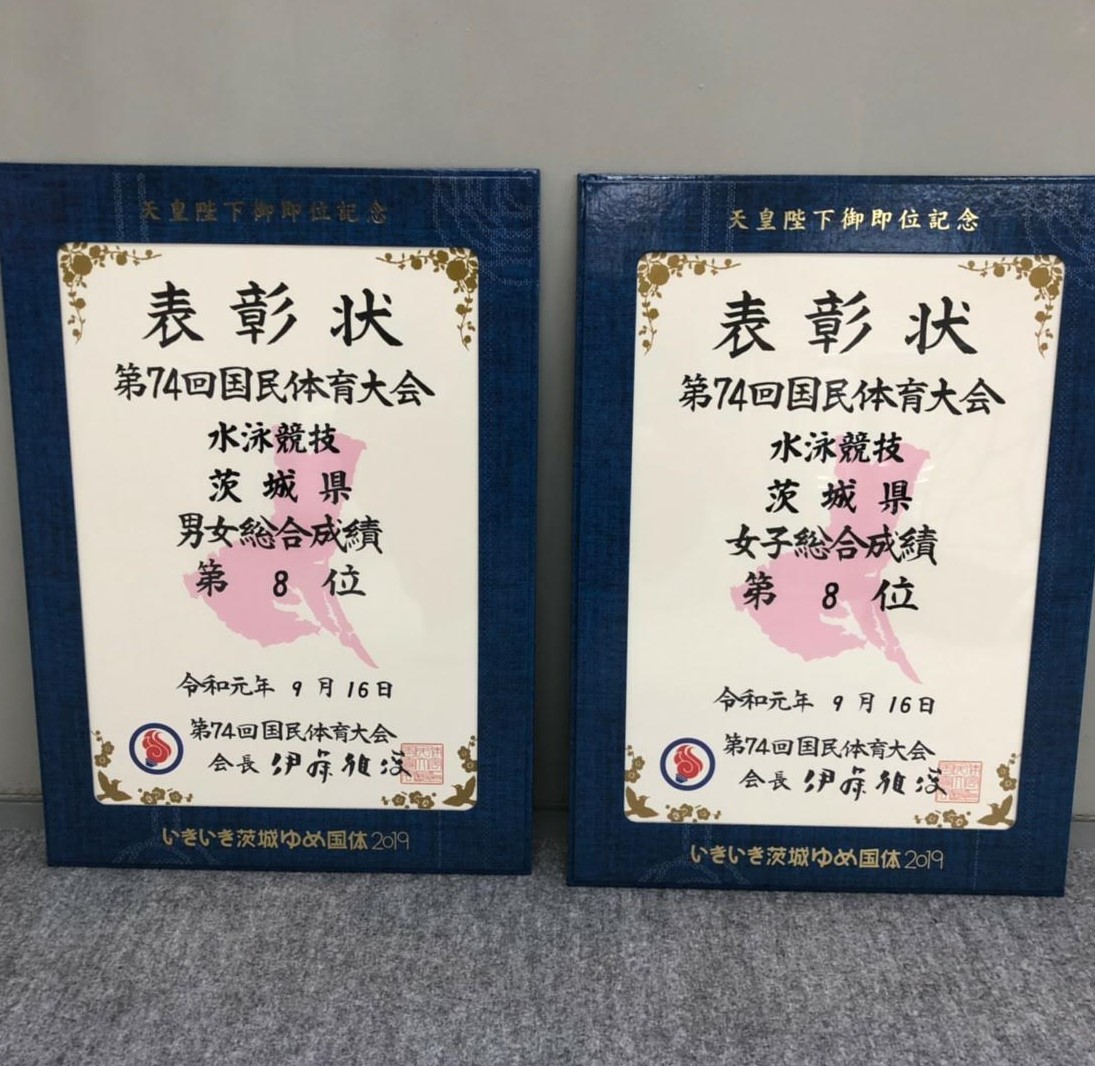 天皇陛下御即位記念
表彰状
第74回国民体育大会
水泳競技
茨城県
男女総合成績
第 8 位
令和元年 9月16日
第74回国民体育大会
会長 伊藤雅俊
いきいき茨城ゆめ国体2019
天皇陛下御即位記念
表彰状
第74回国民体育大会
水泳競技
茨城県
女子総合成績
第 8 位
令和元年 9月16日
第74回国民体育大会
会長 伊藤雅俊
いきいき茨城ゆめ国体2019